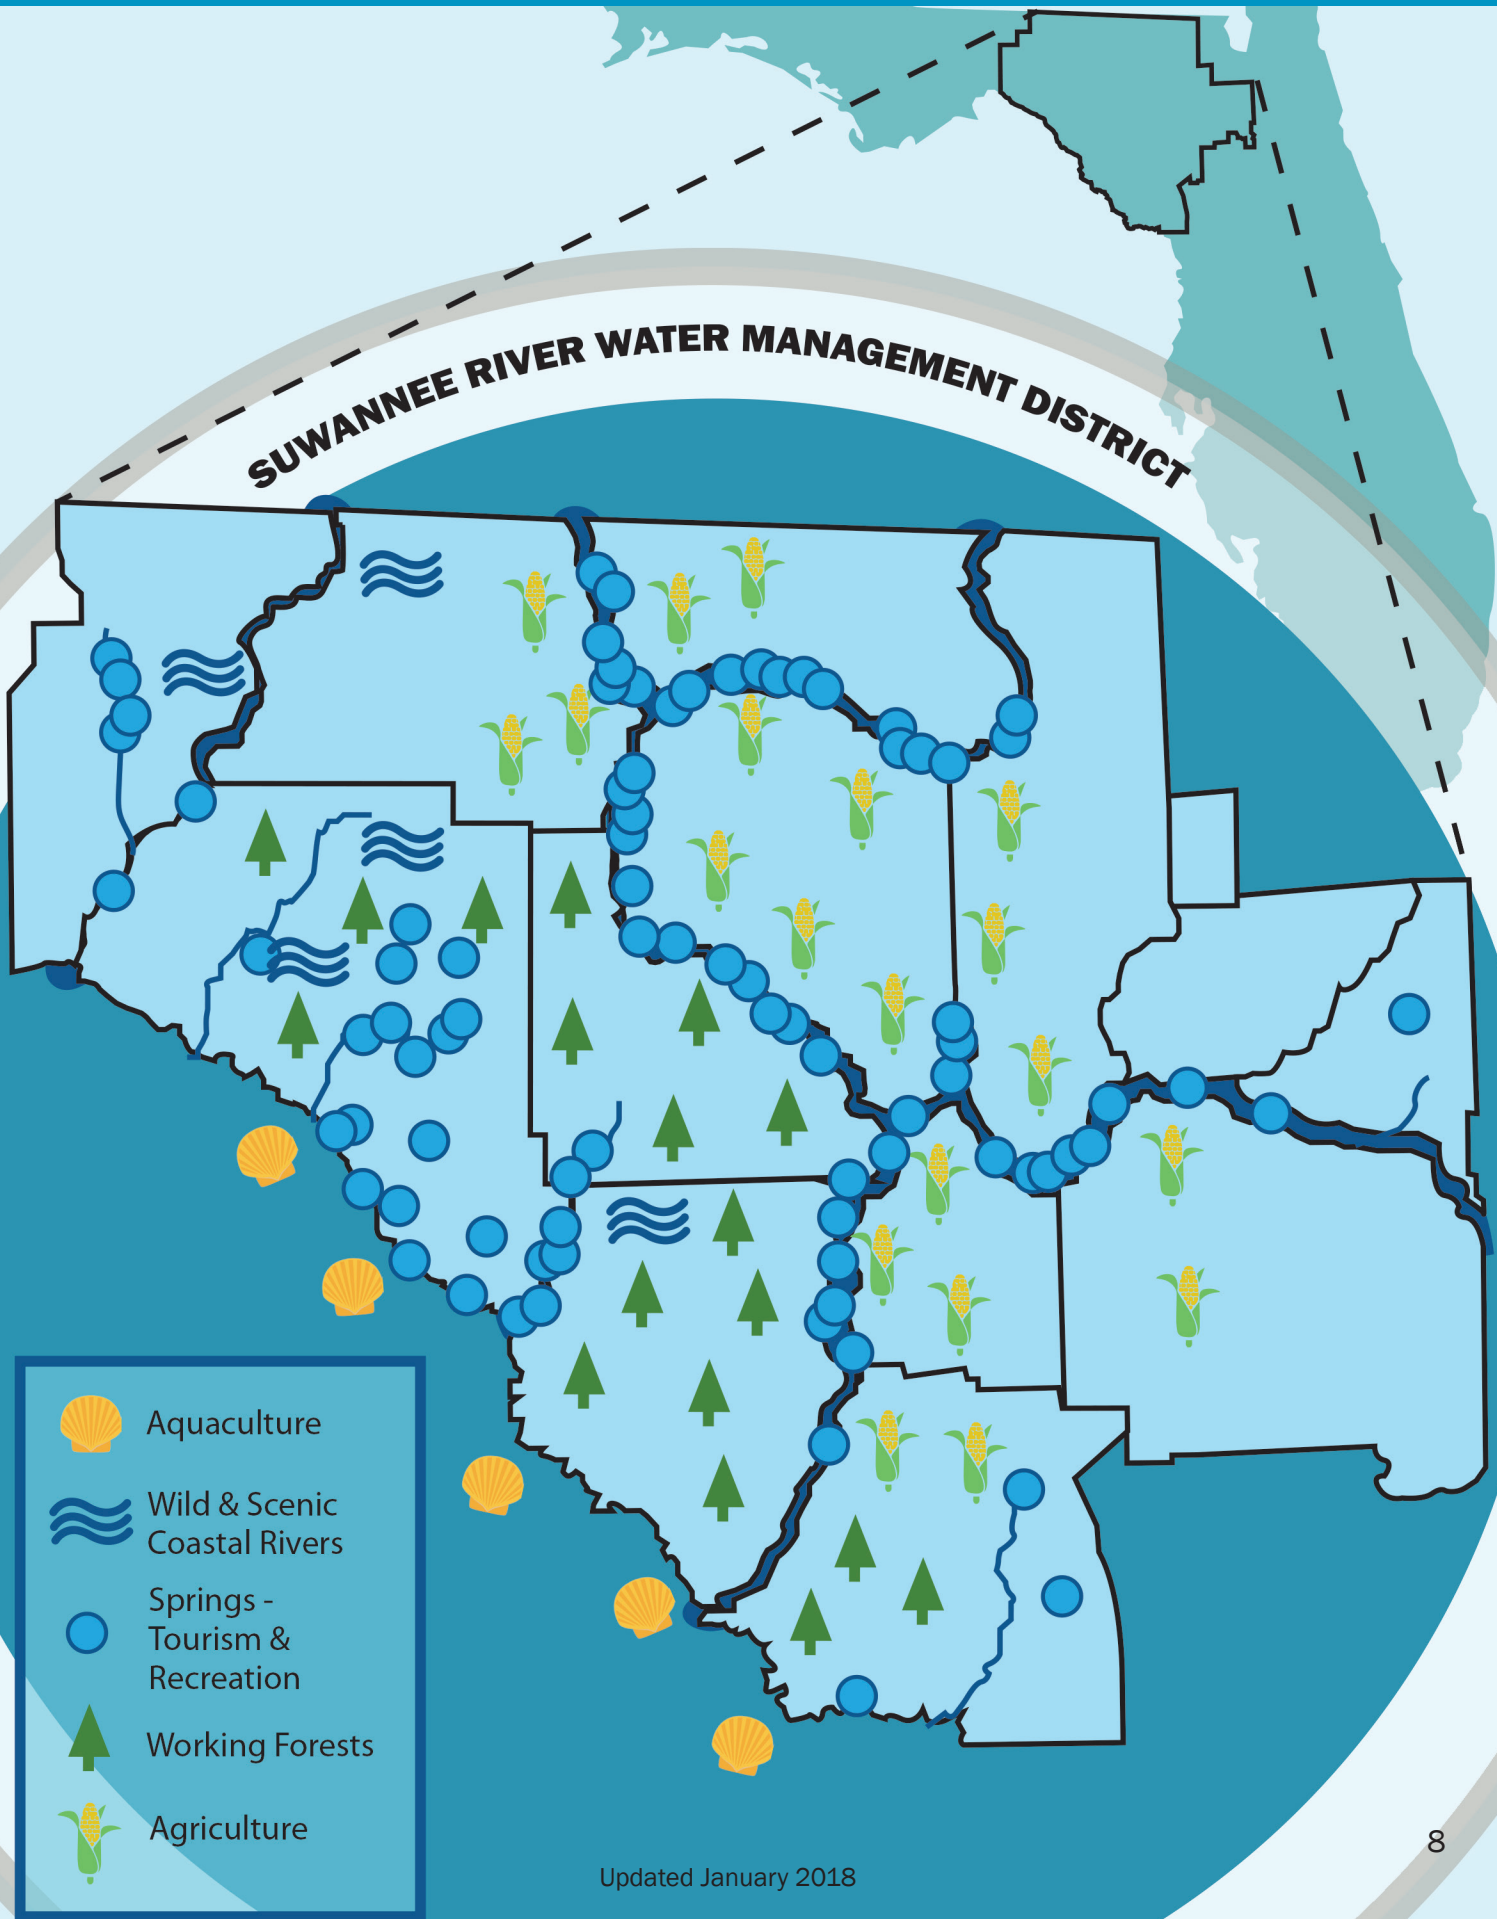 SUWANNEE RIVER WATER MANAGEMENT DISTRICT
Aquaculture
Wild & Scenic
Coastal Rivers
Springs -
Tourism &
Recreation
Working Forests
Agriculture
Updated January 2018
8